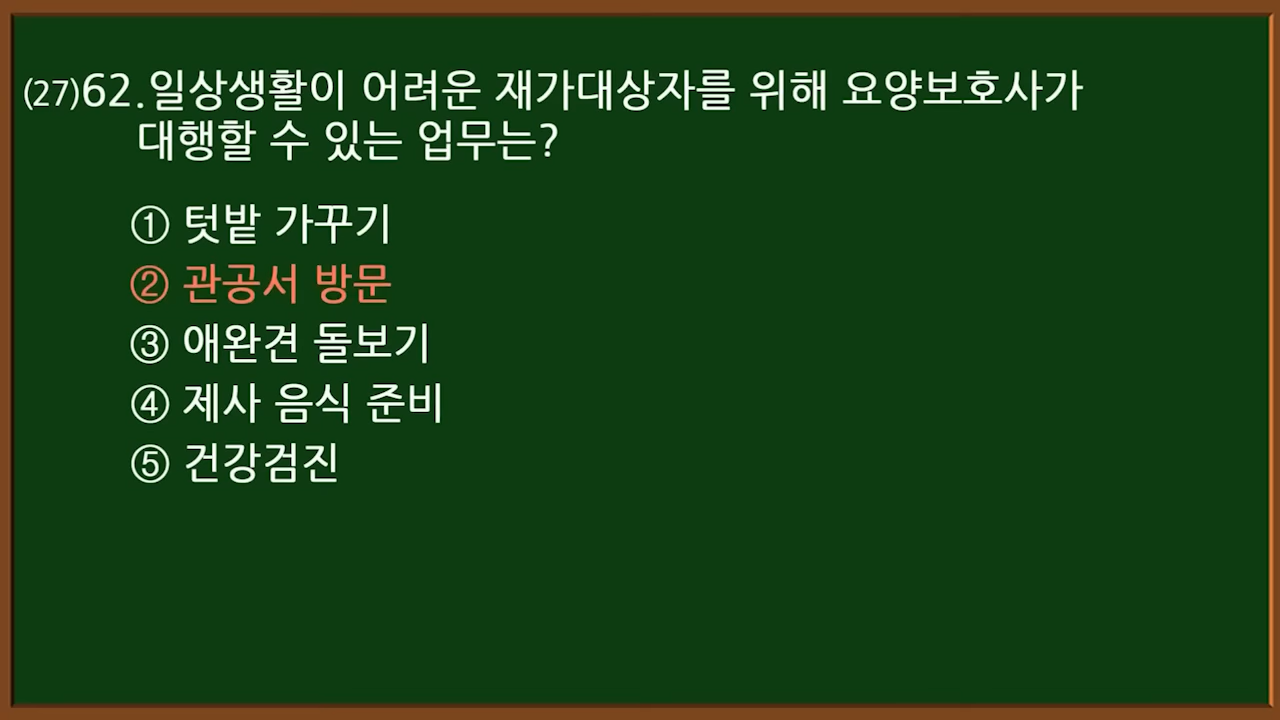 (27)62.일상생활이 어려운 재가대상자를 위해 요양보호사가
대행할 수 있는 업무는?
① 텃밭 가꾸기
② 관공서 방문
③ 애완견 돌보기
④ 제사 음식 준비
⑤ 건강검진